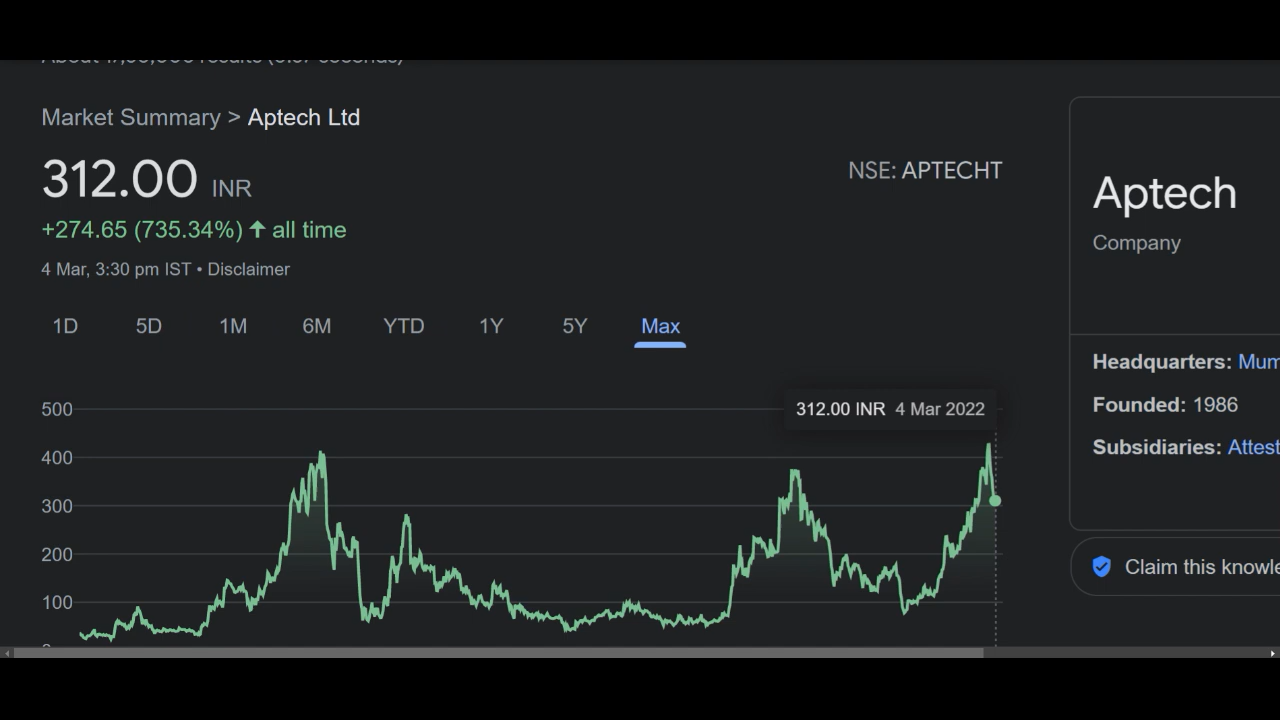 Market Summary > Aptech Ltd
312.00 INR
NSE: APTECHT
+274.65 (735.34%) ↑ all time
4 Mar, 3:30 pm IST • Disclaimer
1D 5D 1M 6M YTD 1Y 5Y Max
312.00 INR 4 Mar 2022
500
400
300
200
100
Aptech
Company
Headquarters:
Founded: 1986
Subsidiaries:
Claim this